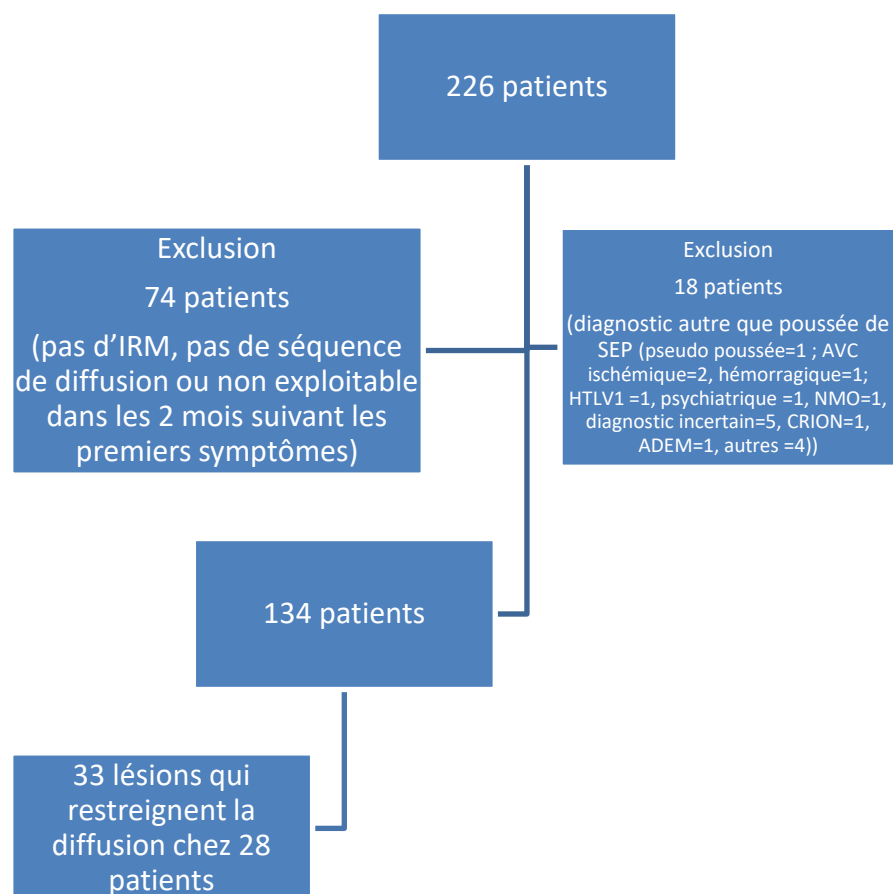 226 patients
Exclusion
74 patients
(pas d’IRM, pas de séquence
de diffusion ou non exploitable
dans les 2 mois suivant les
premiers symptômes)
Exclusion
18 patients
(diagnostic autre que poussée de
SEP (pseudo poussée=1 ; AVC
ischémique=2, hémorragique=1;
HTLV1 =1, psychiatrique =1, NMO=1,
diagnostic incertain=5, CRION=1,
ADEM=1, autres =4))
134 patients
33 lésions qui
restreignent la
diffusion chez 28
patients